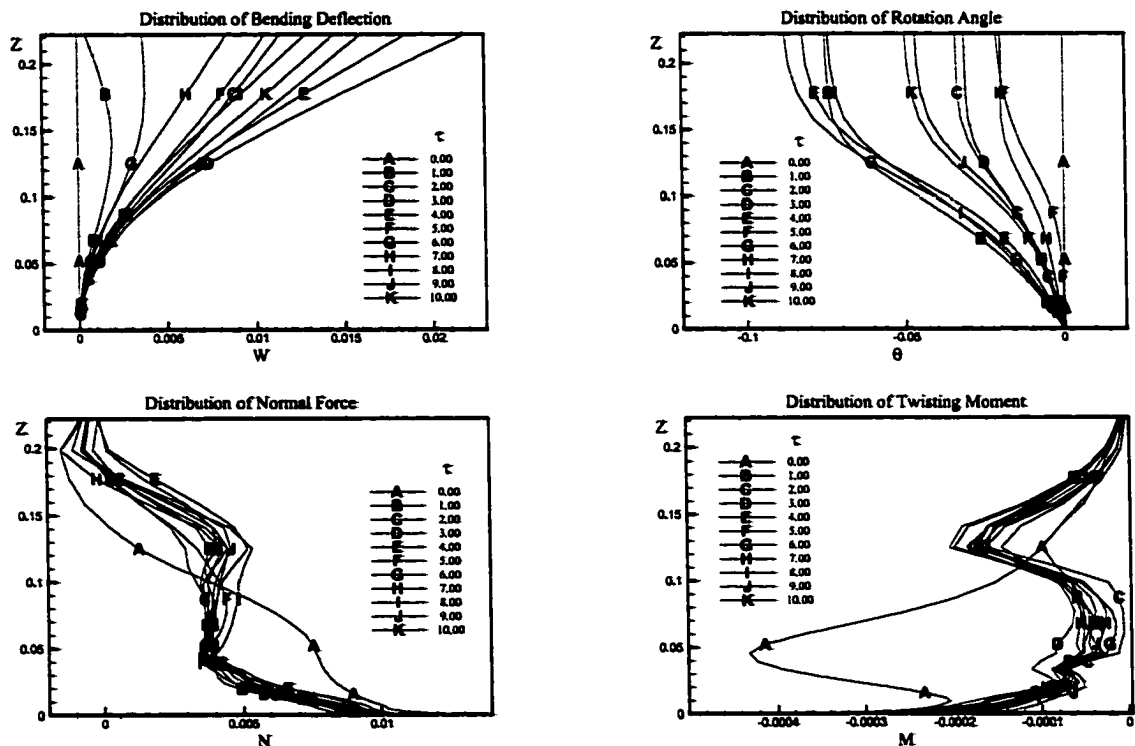 Distribution of Bending Deflection
Z
0.2
0.15
0.1
0.05
0
0
0.005
0.01
0.015
0.02
W
τ
A 0.00
B 1.00
C 2.00
D 3.00
E 4.00
F 5.00
G 6.00
H 7.00
I 8.00
J 9.00
K 10.00
Distribution of Rotation Angle
Z
0.2
0.15
0.1
0.05
0
-0.1
-0.05
0
θ
τ
A 0.00
B 1.00
C 2.00
D 3.00
E 4.00
F 5.00
G 6.00
H 7.00
I 8.00
J 9.00
K 10.00
Distribution of Normal Force
Z
0.2
0.15
0.1
0.05
0
0
0.005
0.01
N
τ
A 0.00
B 1.00
C 2.00
D 3.00
E 4.00
F 5.00
G 6.00
H 7.00
I 8.00
J 9.00
K 10.00
Distribution of Twisting Moment
Z
0.2
0.15
0.1
0.05
0
-0.0004
-0.0003
-0.0002
-0.0001
0
M
τ
A 0.00
B 1.00
C 2.00
D 3.00
E 4.00
F 5.00
G 6.00
H 7.00
I 8.00
J 9.00
K 10.00